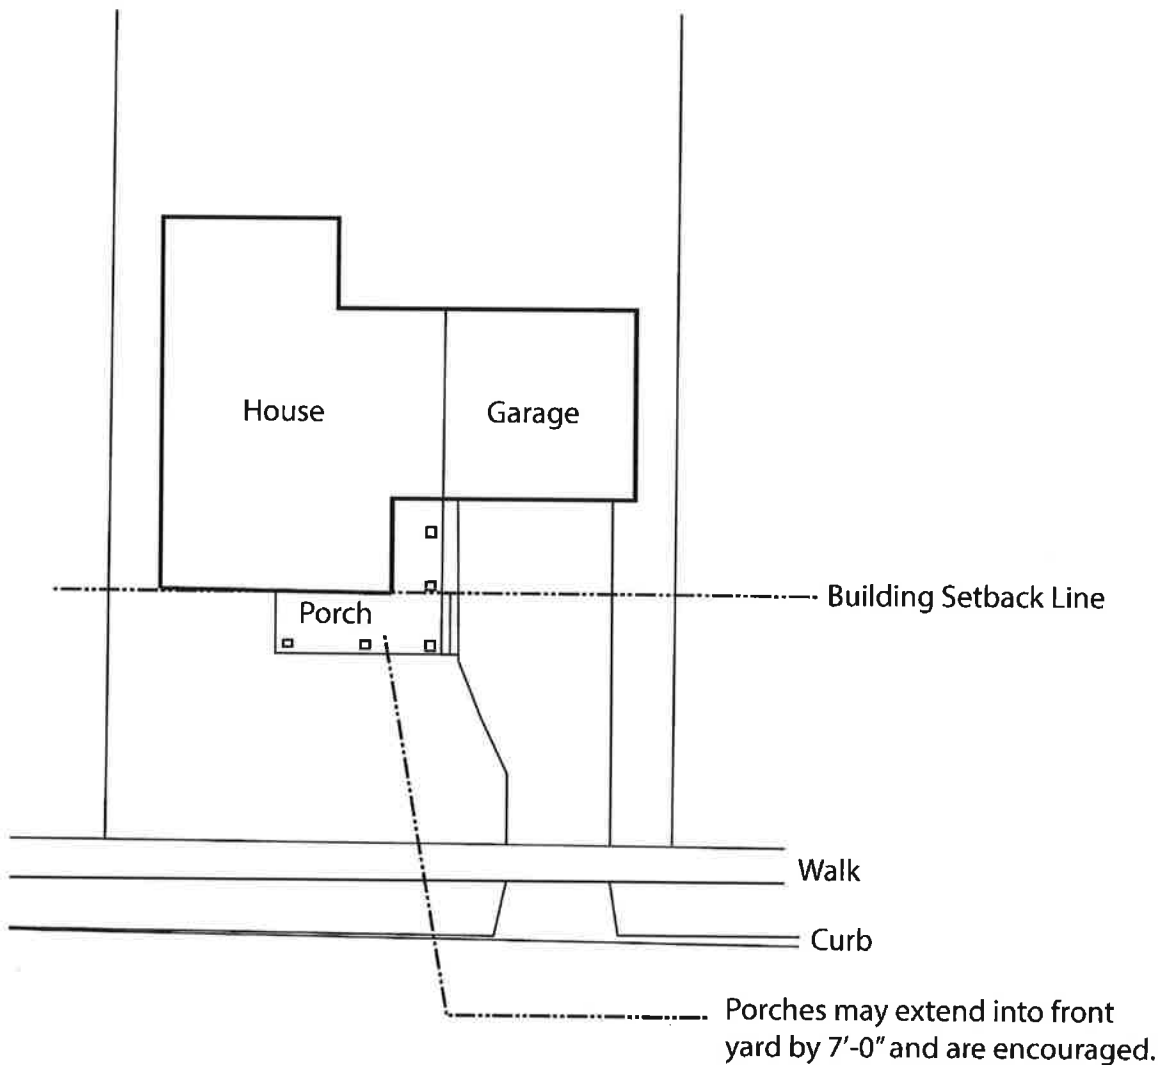 House
Garage
Building Setback Line
Porch
Walk
Curb
Porches may extend into front
yard by 7'-0" and are encouraged.